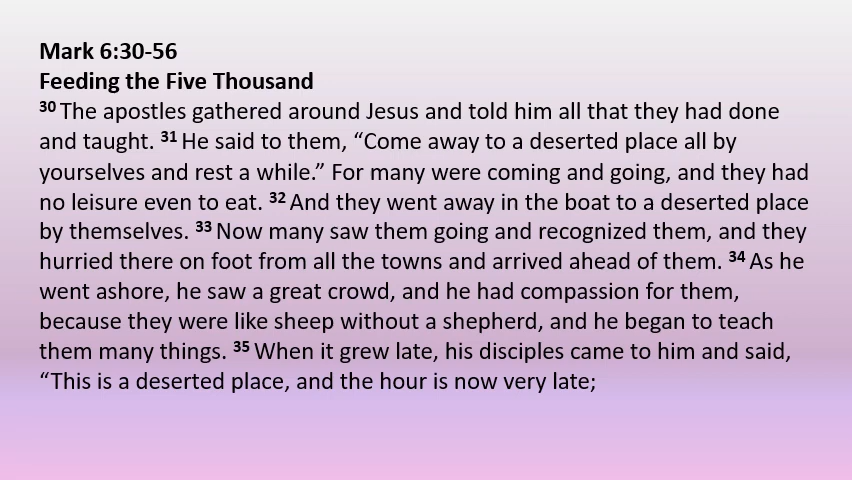 Mark 6:30-56
Feeding the Five Thousand
30 The apostles gathered around Jesus and told him all that they had done
and taught. 31 He said to them, “Come away to a deserted place all by
yourselves and rest a while.” For many were coming and going, and they had
no leisure even to eat. 32 And they went away in the boat to a deserted place
by themselves. 33 Now many saw them going and recognized them, and they
hurried there on foot from all the towns and arrived ahead of them. 34 As he
went ashore, he saw a great crowd, and he had compassion for them,
because they were like sheep without a shepherd, and he began to teach
them many things. 35 When it grew late, his disciples came to him and said,
“This is a deserted place, and the hour is now very late;